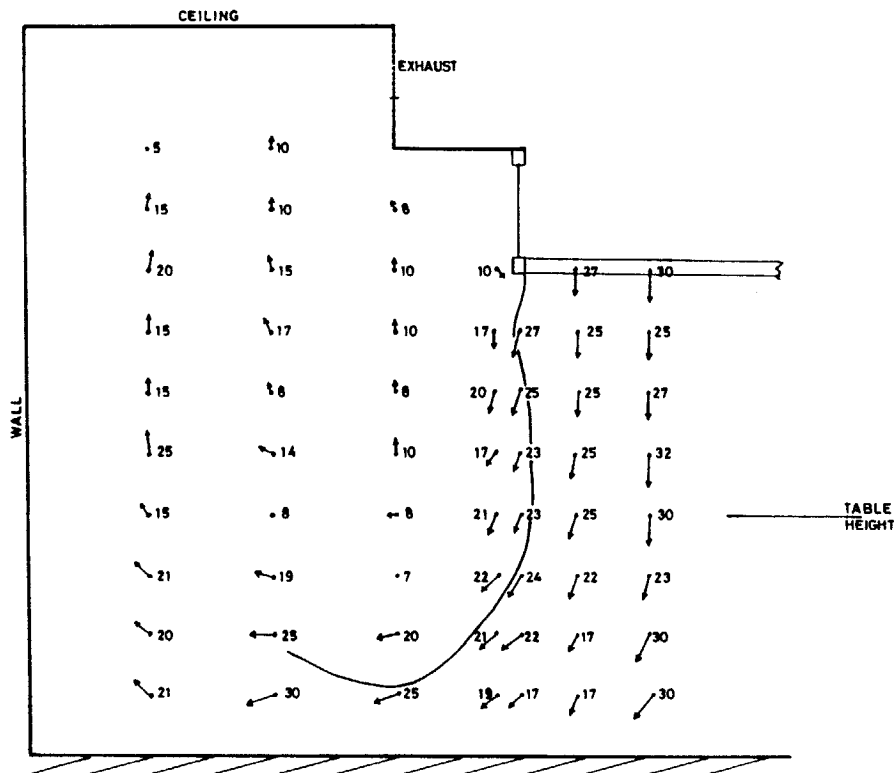 CEILING
EXHAUST
5 10
15 10 8
20 15 10 10 27 30
15 17 10 17 27 25 25
15 8 8 20 25 25 27
WALL
25 14 10 17 23 25 32
15 8 8 21 23 25 30
TABLE
HEIGHT
21 19 7 22 24 22 23
20 25 20 21 22 17 30
21 30 25 19 17 17 30